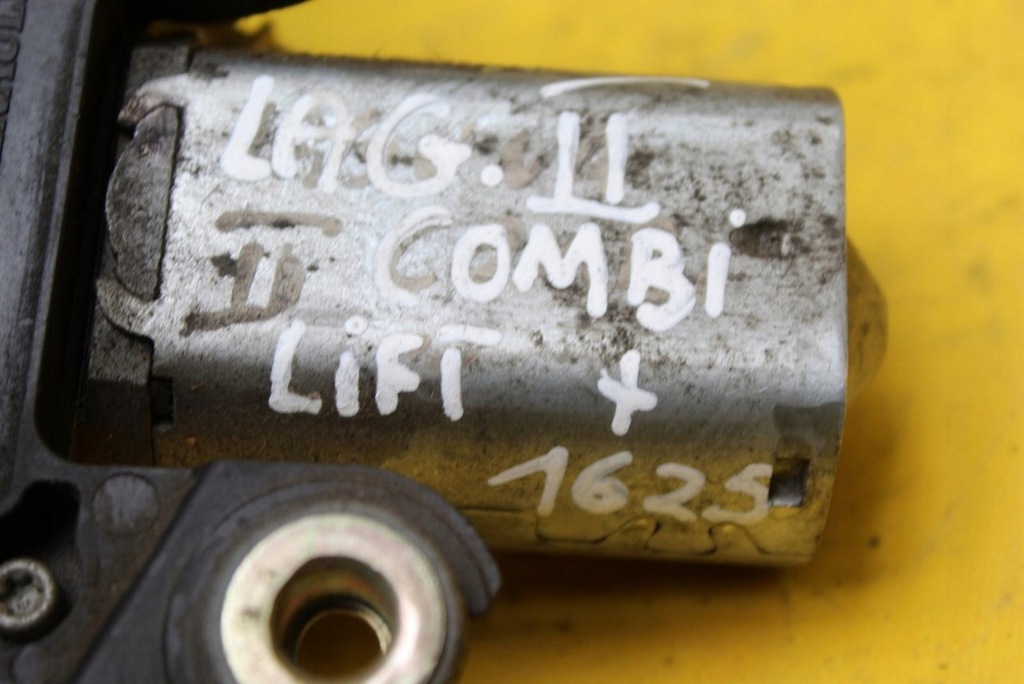 LAG. II
II COMBi
LiFT +
1625